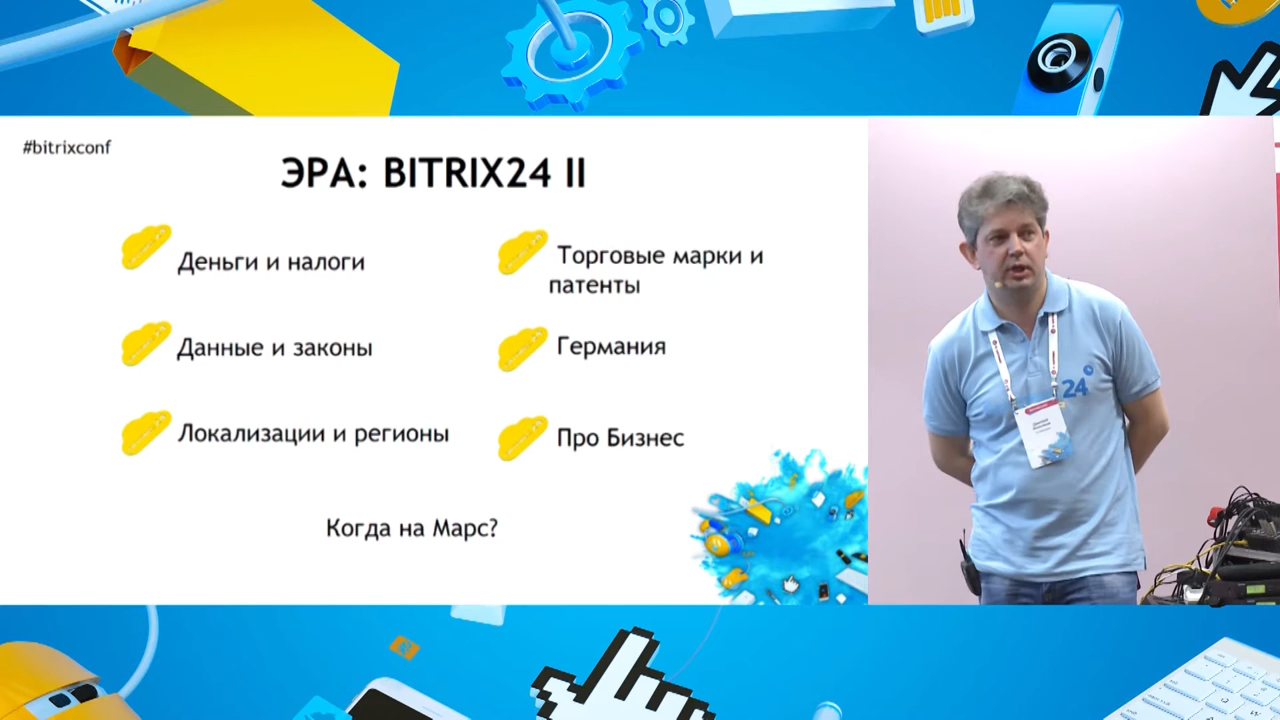 #bitrixconf
ЭРА: BITRIX24 II
Деньги и налоги
Данные и законы
Локализации и регионы
Торговые марки и
патенты
Германия
Про Бизнес
Когда на Марс?
24